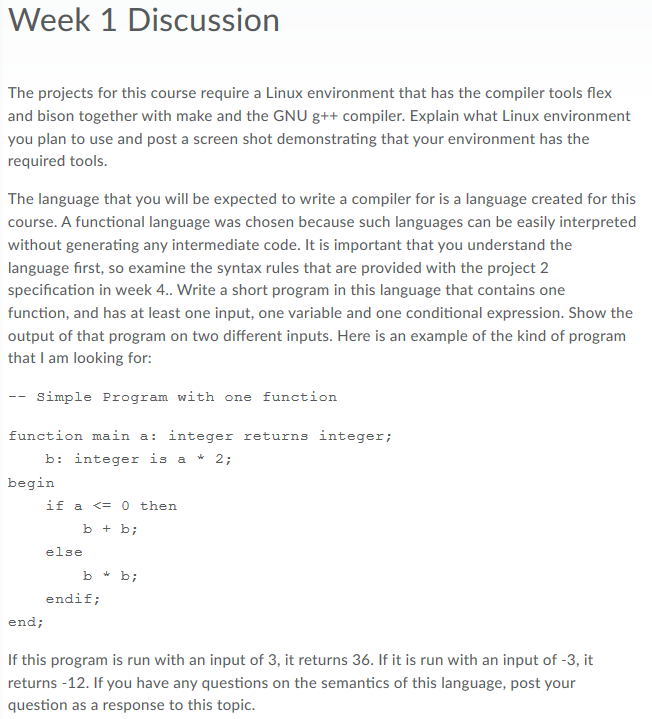 Week 1 Discussion
The projects for this course require a Linux environment that has the compiler tools flex
and bison together with make and the GNU g++ compiler. Explain what Linux environment
you plan to use and post a screen shot demonstrating that your environment has the
required tools.
The language that you will be expected to write a compiler for is a language created for this
course. A functional language was chosen because such languages can be easily interpreted
without generating any intermediate code. It is important that you understand the
language first, so examine the syntax rules that are provided with the project 2
specification in week 4.. Write a short program in this language that contains one
function, and has at least one input, one variable and one conditional expression. Show the
output of that program on two different inputs. Here is an example of the kind of program
that I am looking for:
-- Simple Program with one function
function main a: integer returns integer;
    b: integer is a * 2;
begin
    if a <= 0 then
        b + b;
    else
        b * b;
    endif;
end;
If this program is run with an input of 3, it returns 36. If it is run with an input of -3, it
returns -12. If you have any questions on the semantics of this language, post your
question as a response to this topic.